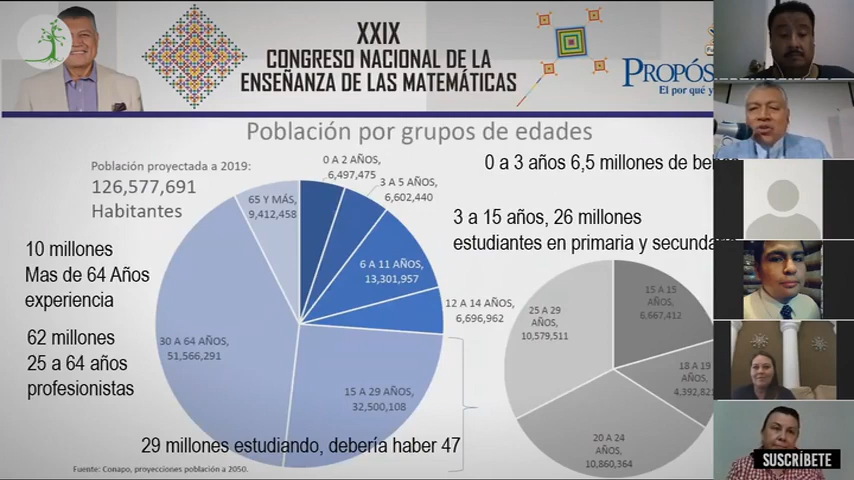 XXIX
CONGRESO NACIONAL DE LA
ENSEÑANZA DE LAS MATEMÁTICAS
El por qué y
Población por grupos de edades
Población proyectada a 2019:
126,577,691
Habitantes
10 millones
Mas de 64 Años
experiencia
62 millones
25 a 64 años
profesionistas
0 A 2 AÑOS,
6,497,475
3 A 5 AÑOS,
6,602,440
6 A 11 AÑOS,
13,301,957
12 A 14 AÑOS,
6,696,962
15 A 29 AÑOS,
32,500,108
30 A 64 AÑOS,
51,566,291
65 Y MÁS,
9,412,458
0 a 3 años 6,5 millones de
3 a 15 años, 26 millones
estudiantes en primaria y
15 A 15
AÑOS,
6,667,412
18 A 19
AÑOS,
20 A 24
AÑOS,
10,860,364
25 A 29
AÑOS,
10,579,511
29 millones estudiando, debería haber 47
Fuente: Conapo, proyecciones población a 2050.
SUSCRÍBETE